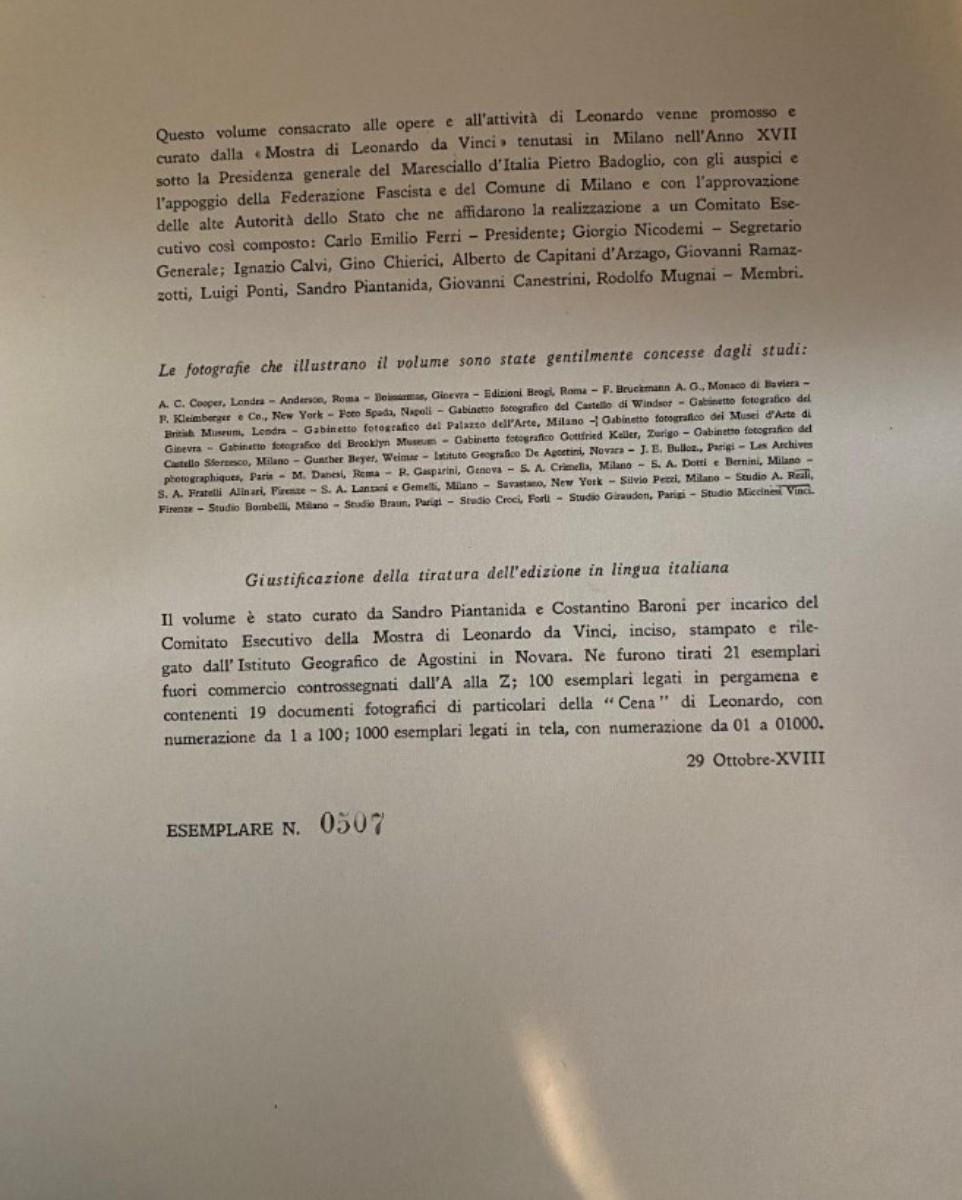 Questo volume consacrato alle opere e all'attività di Leonardo venne promosso e
curato dalla « Mostra di Leonardo da Vinci » tenutasi in Milano nell'Anno XVII
sotto la Presidenza generale del Maresciallo d'Italia Pietro Badoglio, con gli auspici e
l'appoggio della Federazione Fascista e del Comune di Milano e con l'approvazione
delle alte Autorità dello Stato che ne affidarono la realizzazione a un Comitato Ese-
cutivo così composto: Carlo Emilio Ferri – Presidente; Giorgio Nicodemi – Segretario
Generale; Ignazio Calvi, Gino Chierici, Alberto de Capitani d'Arzago, Giovanni Ramaz-
zotti, Luigi Ponti, Sandro Piantanida, Giovanni Canestrini, Rodolfo Mugnai – Membri.
Le fotografie che illustrano il volume sono state gentilmente concesse dagli studi:
A. C. Cooper, Londra – Anderson, Roma – Boissonnas, Ginevra – Edizioni Brogi, Roma – F. Bruckmann A. G., Monaco di Baviera –
F. Kleimberger e Co., New York – Foto Spada, Napoli – Gabinetto fotografico del Castello di Windsor – Gabinetto fotografico del
British Museum, Londra – Gabinetto fotografico del Palazzo dell'Arte, Milano – Gabinetto fotografico dei Musei d'Arte di
Ginevra – Gabinetto fotografico del Brooklyn Museum – Gabinetto fotografico Gottfried Keller, Zurigo – Gabinetto fotografico del
Castello Sforzesco, Milano – Gunther Beyer, Weimar – Istituto Geografico De Agostini, Novara – J. E. Bulloz., Parigi – Les Archives
photographiques, Paris – M. Danesi, Roma – R. Gasparini, Genova – S. A. Crimella, Milano – S. A. Dotti e Bernini, Milano –
S. A. Fratelli Alinari, Firenze – S. A. Lanzani e Gemelli, Milano – Savastano, New York – Silvio Pezzi, Milano – Studio A. Reali,
Firenze – Studio Bombelli, Milano – Studio Braun, Parigi – Studio Croci, Forlì – Studio Giraudon, Parigi – Studio Miccinesi Vinci.
Giustificazione della tiratura dell'edizione in lingua italiana
Il volume è stato curato da Sandro Piantanida e Costantino Baroni per incarico del
Comitato Esecutivo della Mostra di Leonardo da Vinci, inciso, stampato e rile-
gato dall'Istituto Geografico de Agostini in Novara. Ne furono tirati 21 esemplari
fuori commercio controssegnati dall'A alla Z; 100 esemplari legati in pergamena e
contenenti 19 documenti fotografici di particolari della “Cena” di Leonardo, con
numerazione da 1 a 100; 1000 esemplari legati in tela, con numerazione da 01 a 01000.
29 Ottobre-XVIII
ESEMPLARE N. 0507